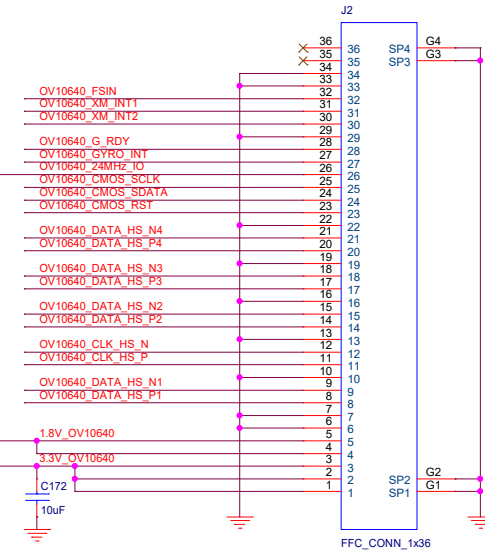 J2
36 36 SP4 G4
35 35 SP3 G3
34 34
33 33
OV10640_FSIN 32 32
OV10640_XM_INT1 31 31
OV10640_XM_INT2 30 30
29 29
OV10640_G_RDY 28 28
OV10640_GYRO_INT 27 27
OV10640_24MHz_IO 26 26
OV10640_CMOS_SCLK 25 25
OV10640_CMOS_SDATA 24 24
OV10640_CMOS_RST 23 23
22 22
OV10640_DATA_HS_N4 21 21
OV10640_DATA_HS_P4 20 20
19 19
OV10640_DATA_HS_N3 18 18
OV10640_DATA_HS_P3 17 17
16 16
OV10640_DATA_HS_N2 15 15
OV10640_DATA_HS_P2 14 14
13 13
OV10640_CLK_HS_N 12 12
OV10640_CLK_HS_P 11 11
10 10
OV10640_DATA_HS_N1 9 9
OV10640_DATA_HS_P1 8 8
7 7
6 6
1.8V_OV10640 5 5
4 4
3.3V_OV10640 3 3
2 2 SP2 G2
1 1 SP1 G1
C172
10uF
FFC_CONN_1x36